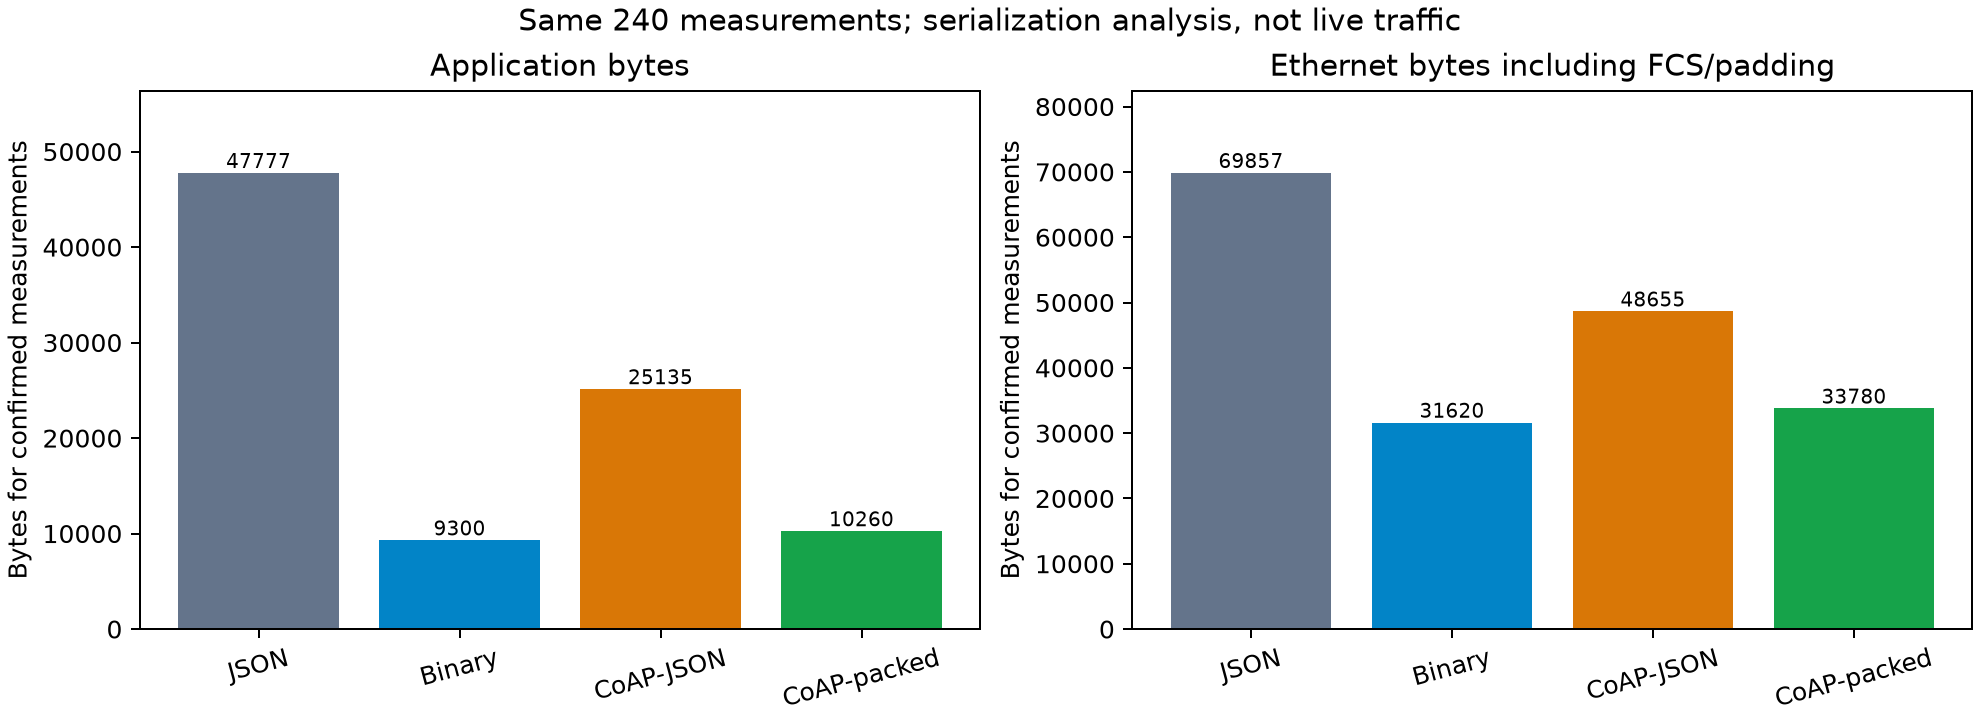 Same 240 measurements; serialization analysis, not live traffic
Application bytes
Bytes for confirmed measurements
50000
40000
30000
20000
10000
0
47777
9300
25135
10260
JSON
Binary
CoAP-JSON
CoAP-packed
Ethernet bytes including FCS/padding
Bytes for confirmed measurements
80000
70000
60000
50000
40000
30000
20000
10000
0
69857
31620
48655
33780
JSON
Binary
CoAP-JSON
CoAP-packed